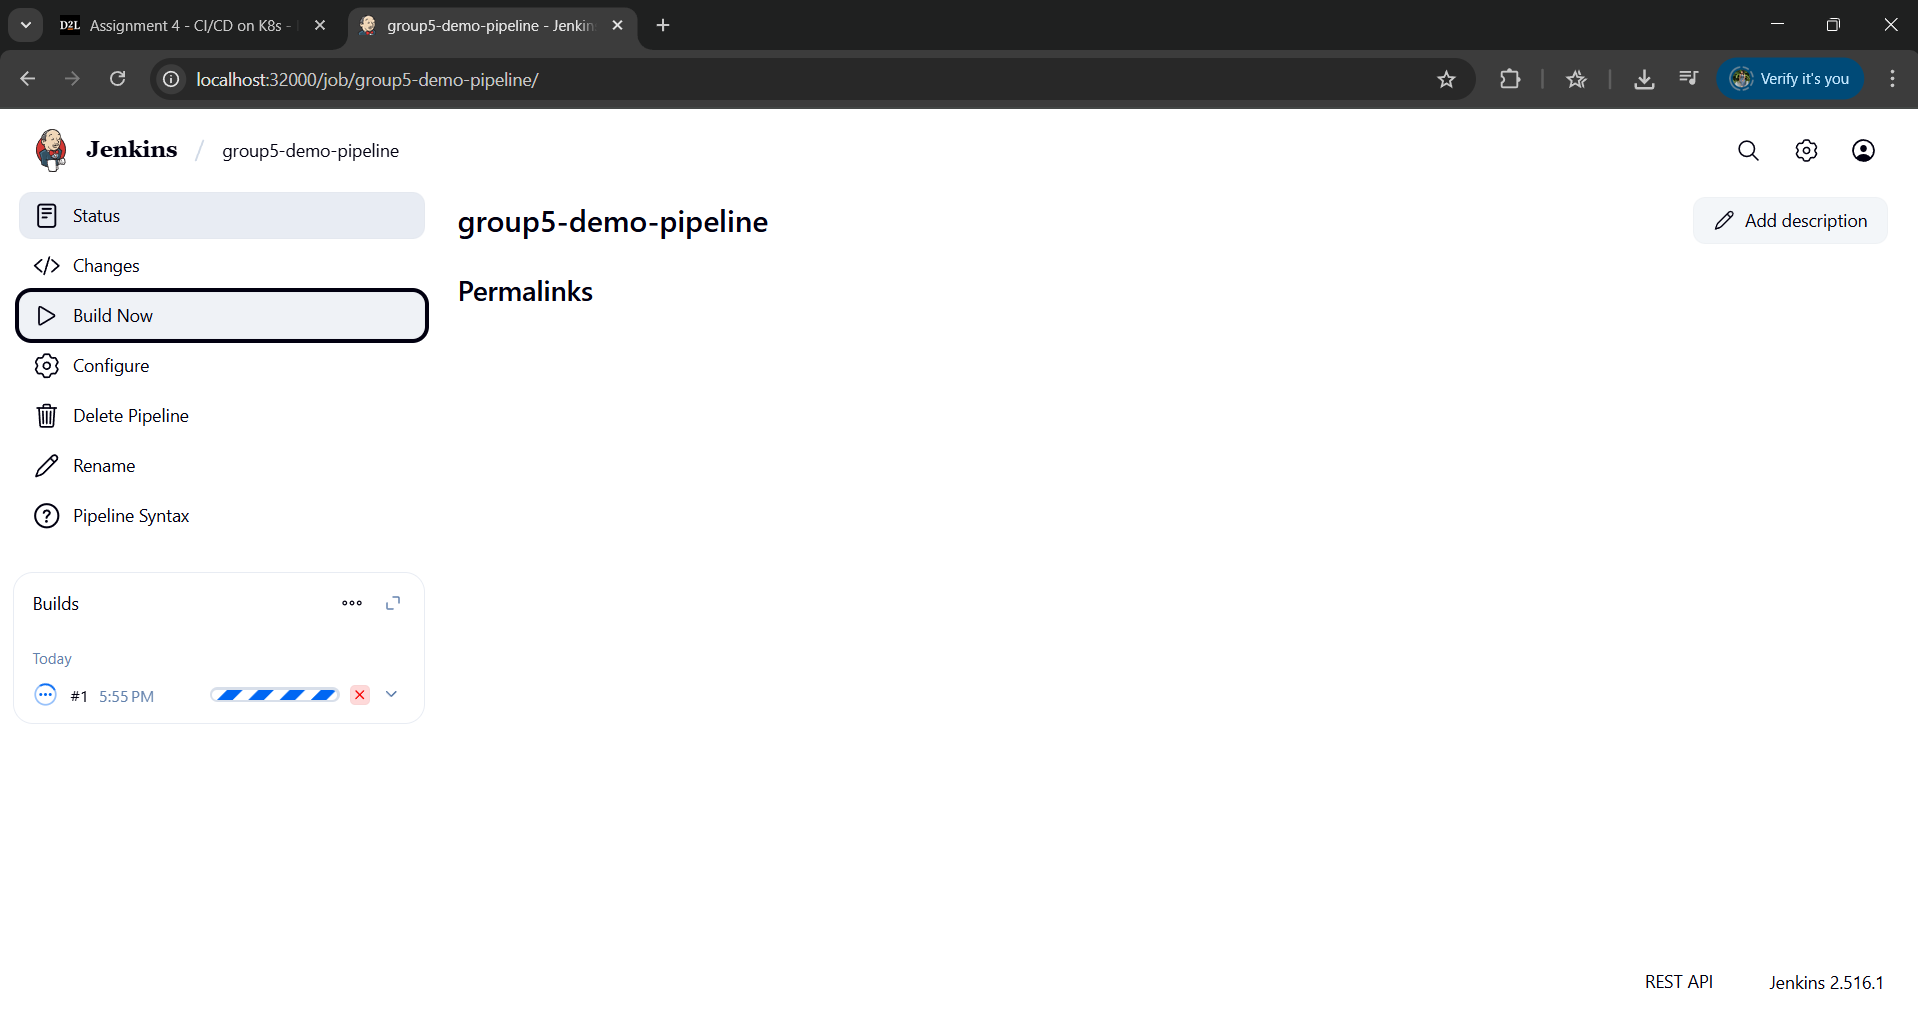 D2L Assignment 4 - CI/CD on K8s -
group5-demo-pipeline - Jenkin
localhost:32000/job/group5-demo-pipeline/
Verify it's you
Jenkins / group5-demo-pipeline
Status
Changes
Build Now
Configure
Delete Pipeline
Rename
Pipeline Syntax
group5-demo-pipeline
Add description
Permalinks
Builds
Today
#1 5:55 PM
REST API
Jenkins 2.516.1